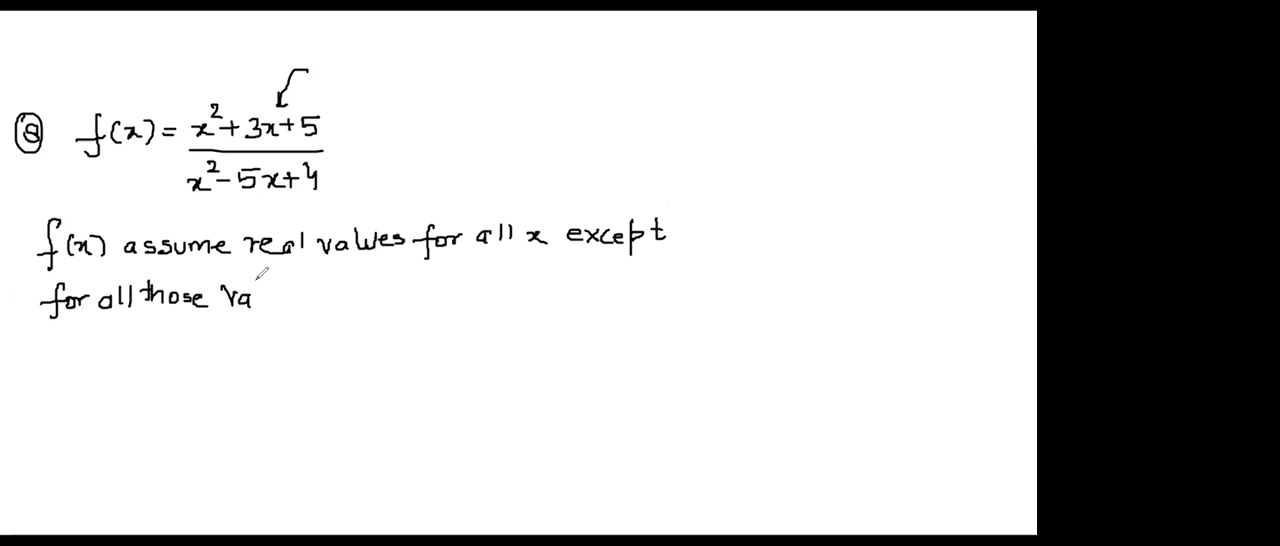 ⑧ f(x) = x²+3x+5
x²-5x+4
f(x) assume real values for all x except
for all those va